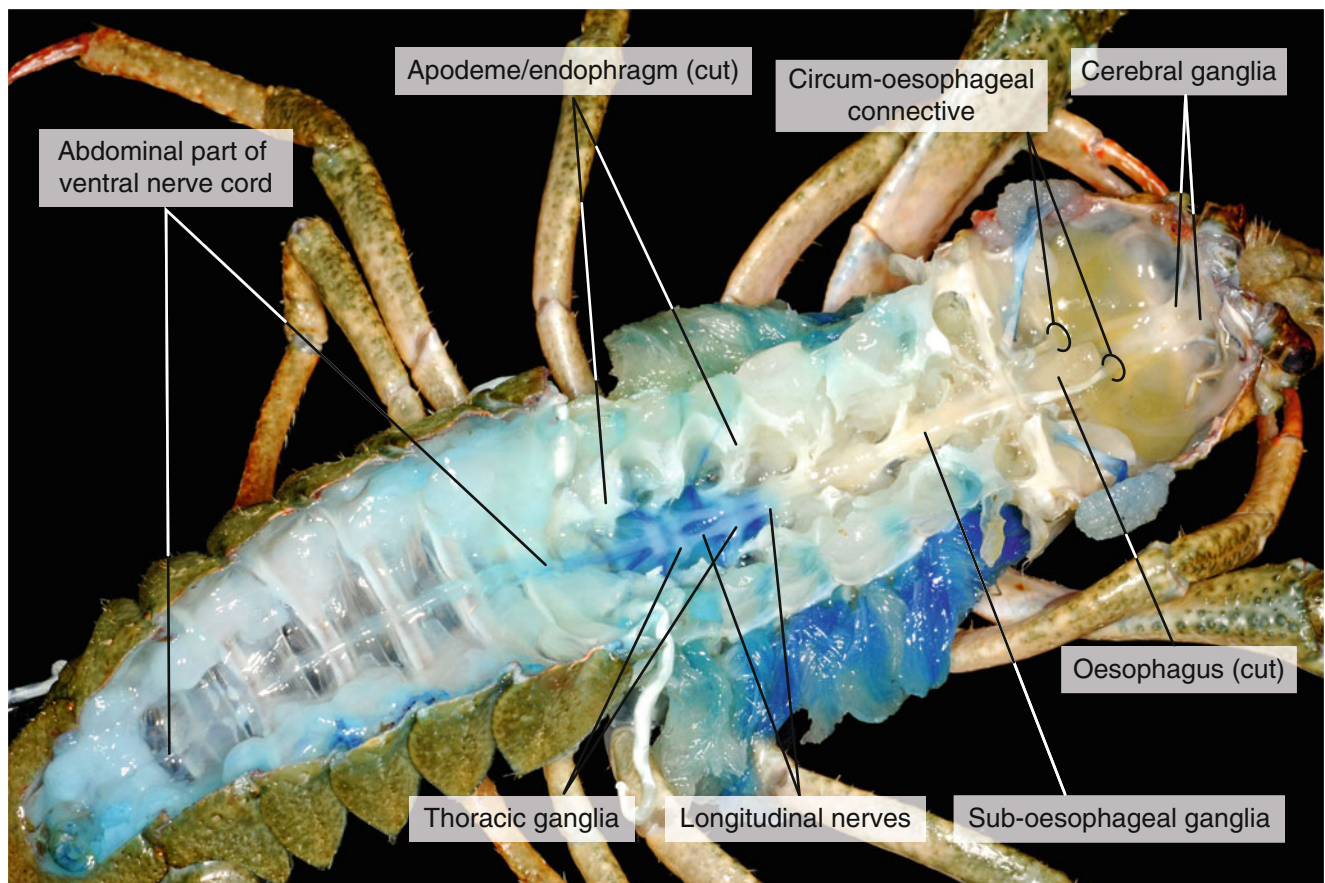 Apodeme/endophragm (cut)
Circum-oesophageal
connective
Cerebral ganglia
Abdominal part of
ventral nerve cord
Oesophagus (cut)
Thoracic ganglia
Longitudinal nerves
Sub-oesophageal ganglia